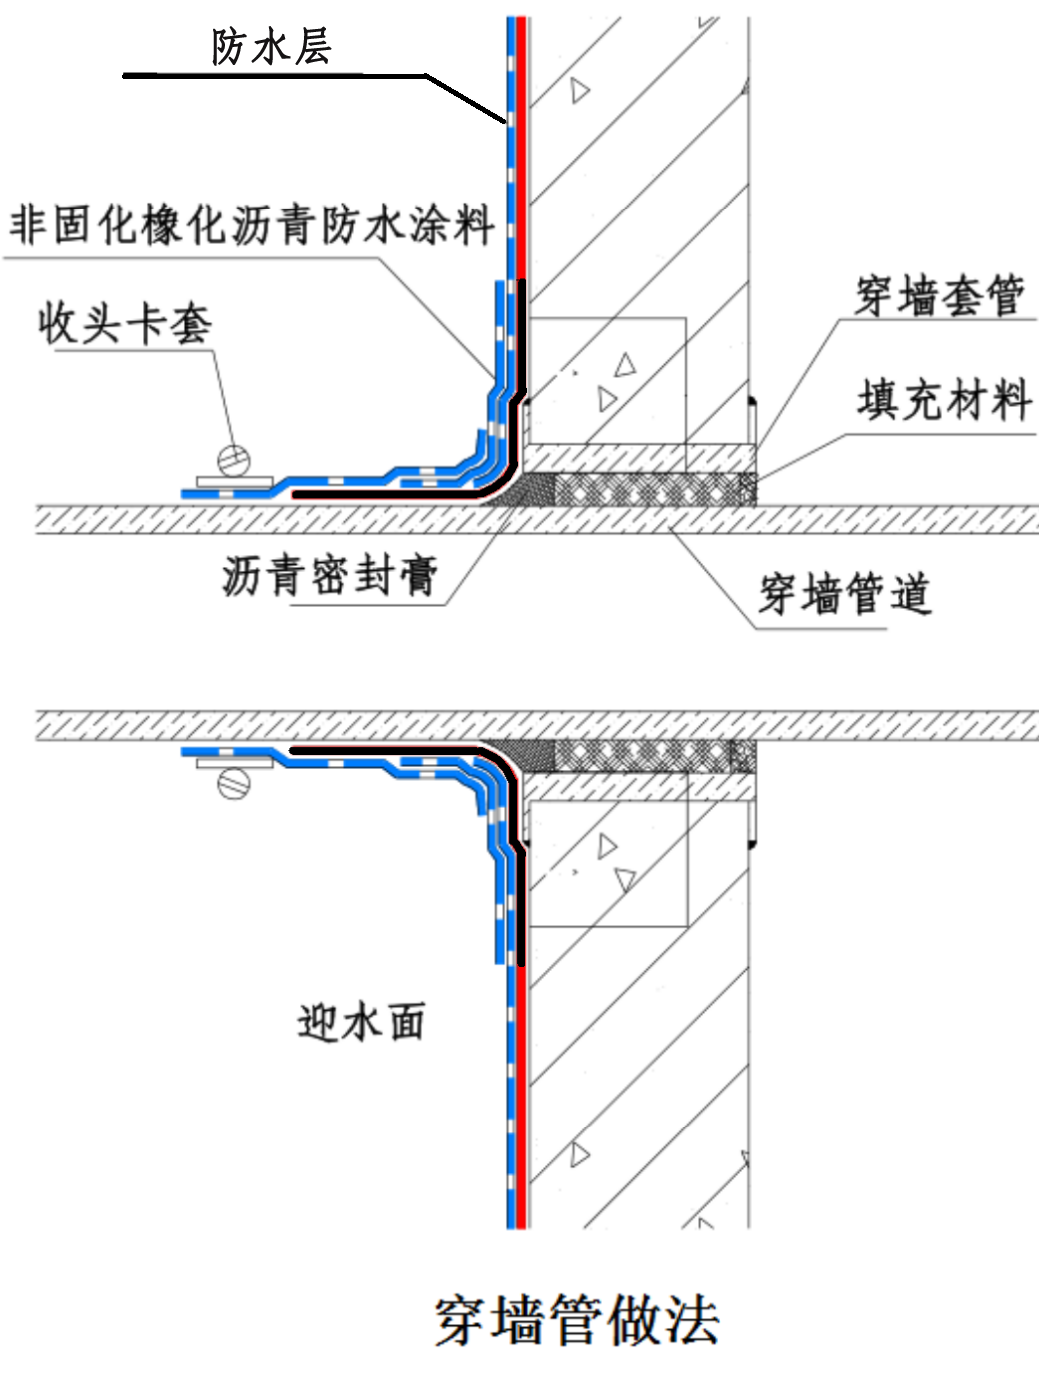 防水层
非固化橡化沥青防水涂料
收头卡套
穿墙套管
填充材料
沥青密封膏
穿墙管道
迎水面
穿墙管做法